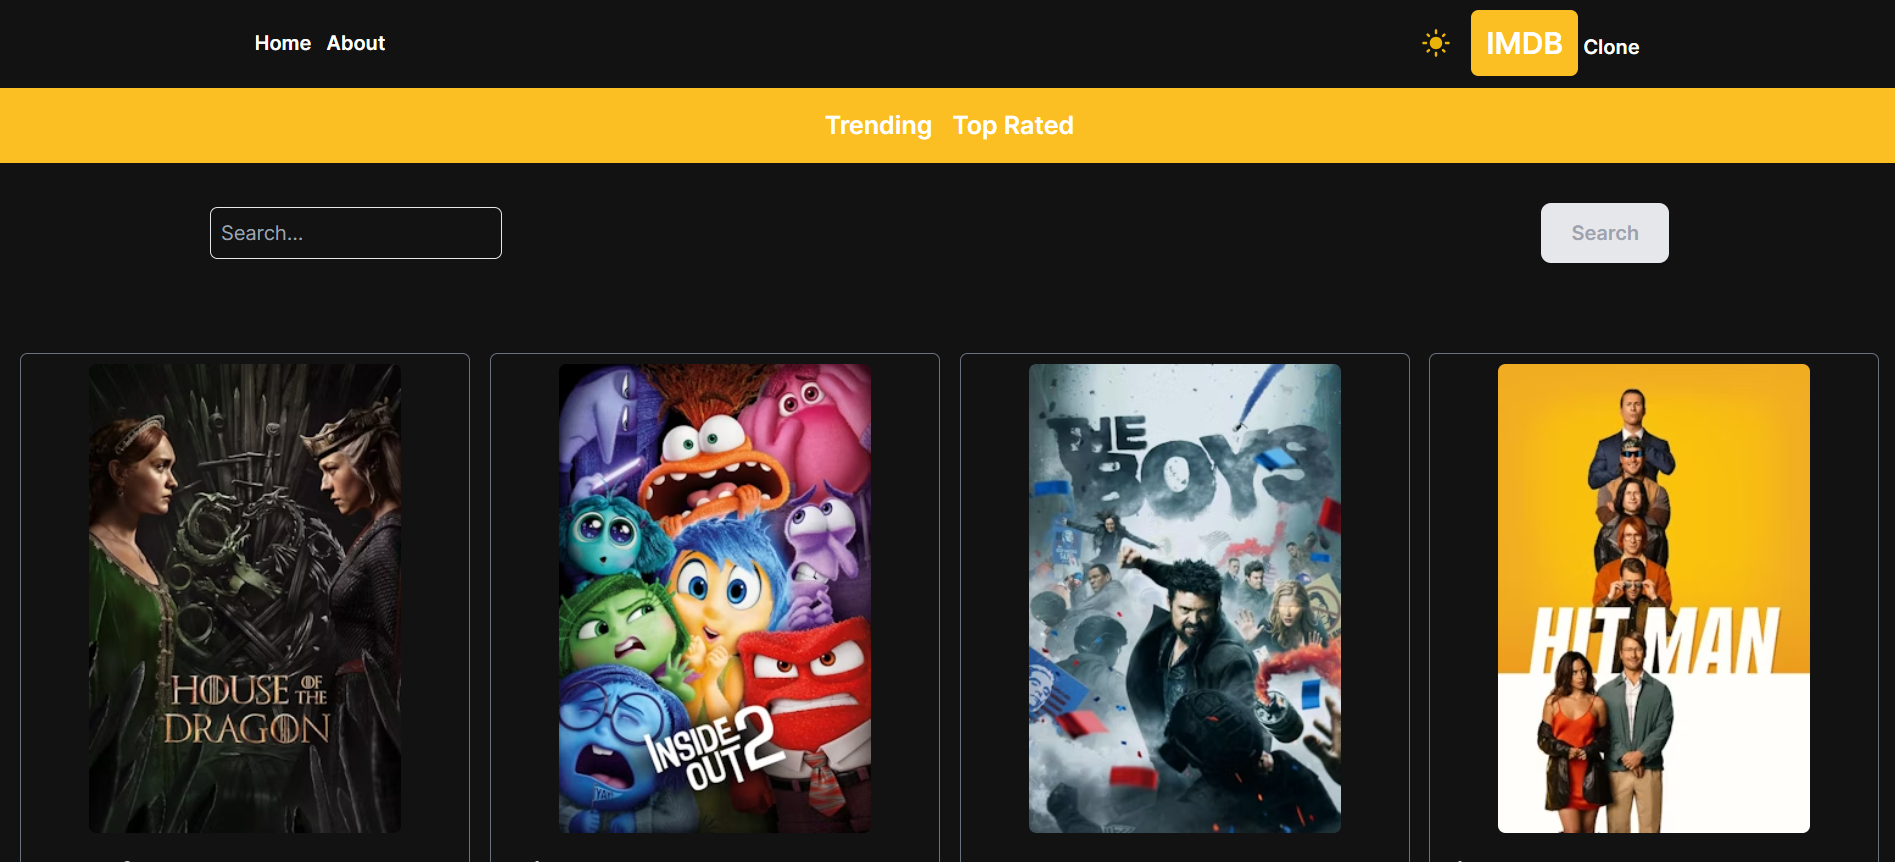 Home About
IMDB Clone
Trending Top Rated
Search...
Search
HOUSE OF THE
DRAGON
INSIDE
OUT 2
THE
BOYS
HIT MAN